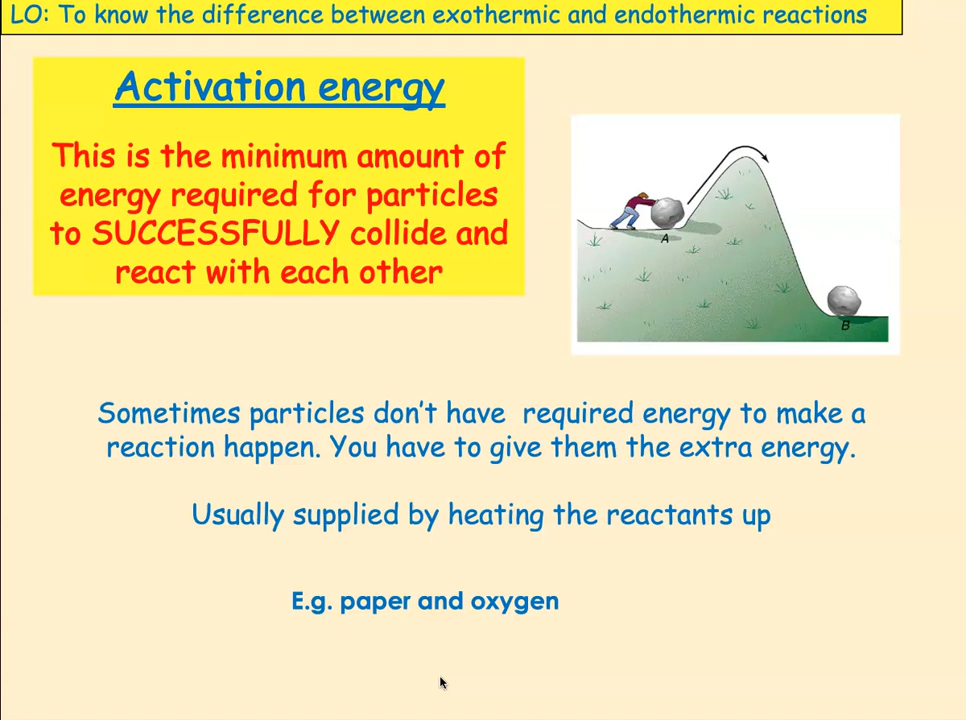 LO: To know the difference between exothermic and endothermic reactions
Activation energy
This is the minimum amount of
energy required for particles
to SUCCESSFULLY collide and
react with each other
A
B
Sometimes particles don't have  required energy to make a
reaction happen. You have to give them the extra energy.
Usually supplied by heating the reactants up
E.g. paper and oxygen